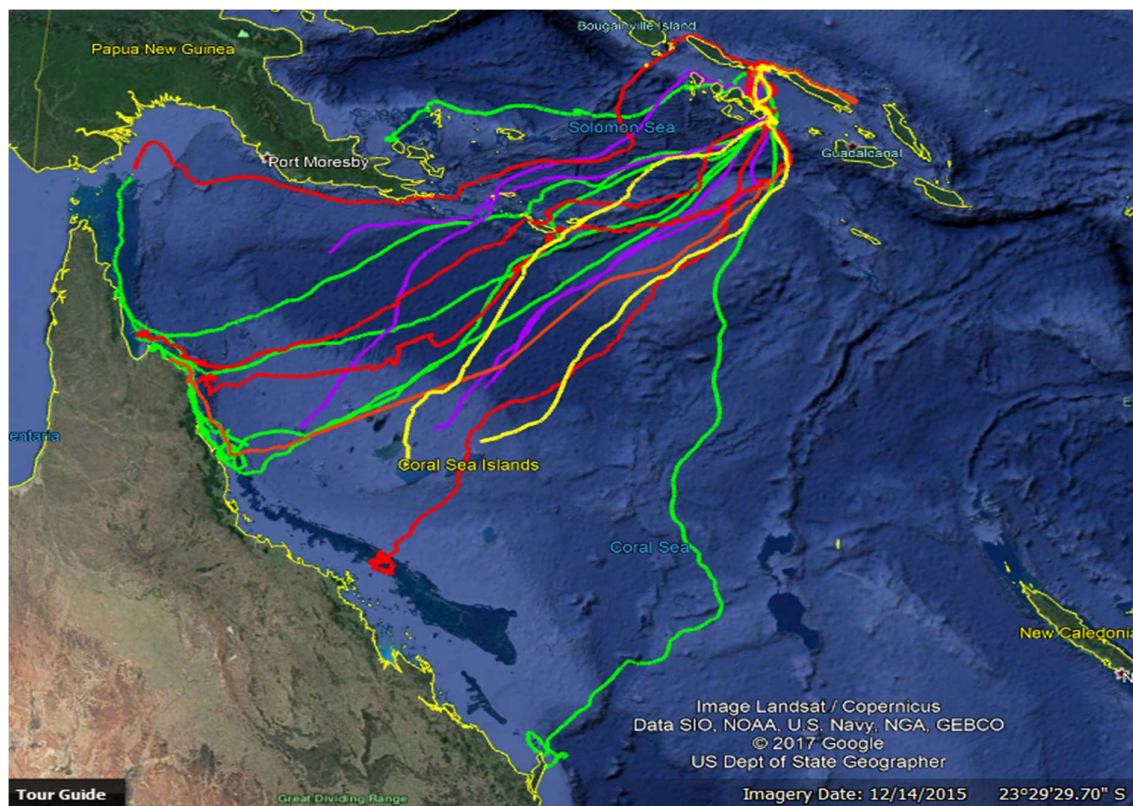 Bougainville Island
Papua New Guinea
Solomon Sea
Port Moresby
Guadalcanal
entaria
Coral Sea Islands
Coral Sea
New Caledonia
Image Landsat / Copernicus
Data SIO, NOAA, U.S. Navy, NGA, GEBCO
© 2017 Google
US Dept of State Geographer
Tour Guide
Great Dividing Range
Imagery Date: 12/14/2015
23°29'29.70" S